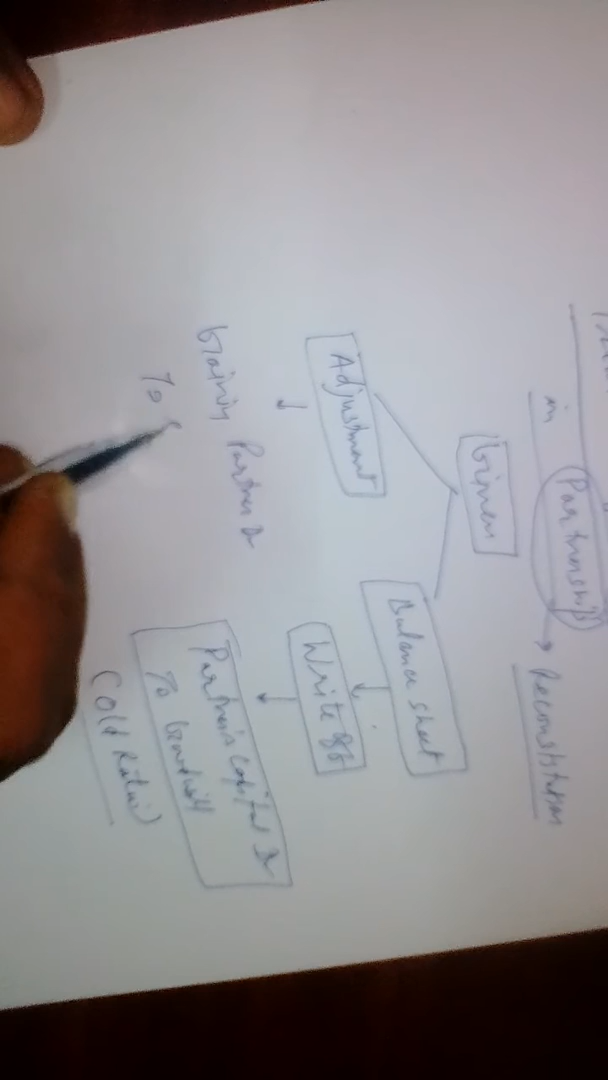 in Partnership → Reconstitution
Given
Adjustment
Balance sheet
↓
Write off
Gaining Partner Dr
To S
Partner's capital Dr
To Goodwill
(Old Ratio)